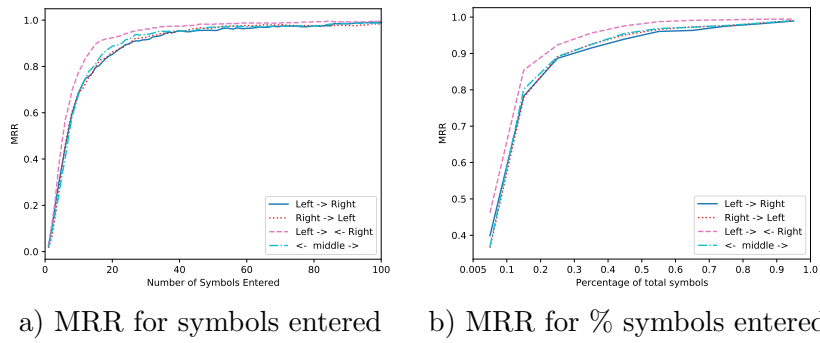 1.0
0.8
0.6
0.4
0.2
0.0
MRR
0 20 40 60 80 100
Number of Symbols Entered
Left -> Right
Right -> Left
Left -> <- Right
<- middle ->
a) MRR for symbols entered
1.0
0.9
0.8
0.7
0.6
0.5
0.4
MRR
0.005 0.1 0.2 0.3 0.4 0.5 0.6 0.7 0.8 0.9 1.0
Percentage of total symbols
Left -> Right
Right -> Left
Left -> <- Right
<- middle ->
b) MRR for % symbols entered